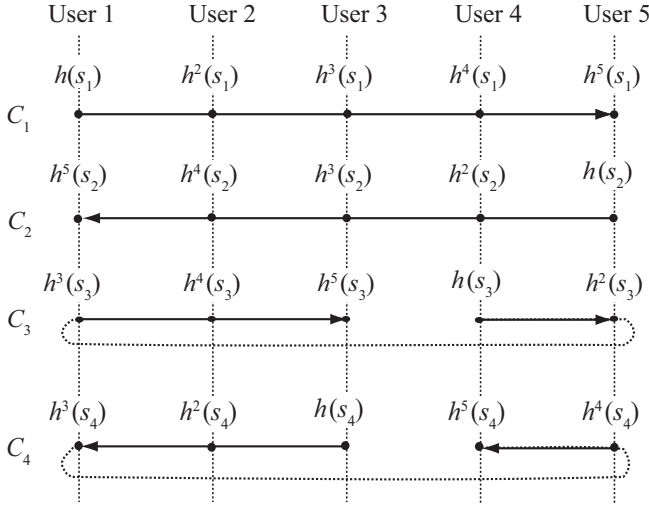 User 1 User 2 User 3 User 4 User 5
h(s₁) h²(s₁) h³(s₁) h⁴(s₁) h⁵(s₁)
C₁
h⁵(s₂) h⁴(s₂) h³(s₂) h²(s₂) h(s₂)
C₂
h³(s₃) h⁴(s₃) h⁵(s₃) h(s₃) h²(s₃)
C₃
h³(s₄) h²(s₄) h(s₄) h⁵(s₄) h⁴(s₄)
C₄